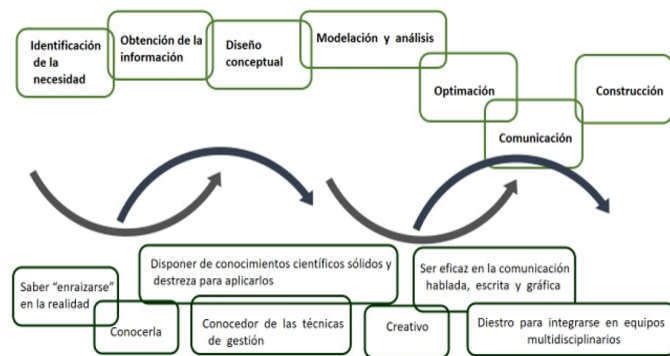 Identificación
de la
necesidad
Obtención de la
información
Diseño
conceptual
Modelación y análisis
Optimación
Comunicación
Construcción
Saber “enraizarse”
en la realidad
Conocerla
Disponer de conocimientos científicos sólidos y
destreza para aplicarlos
Conocedor de las técnicas
de gestión
Creativo
Ser eficaz en la comunicación
hablada, escrita y gráfica
Diestro para integrarse en equipos
multidisciplinarios